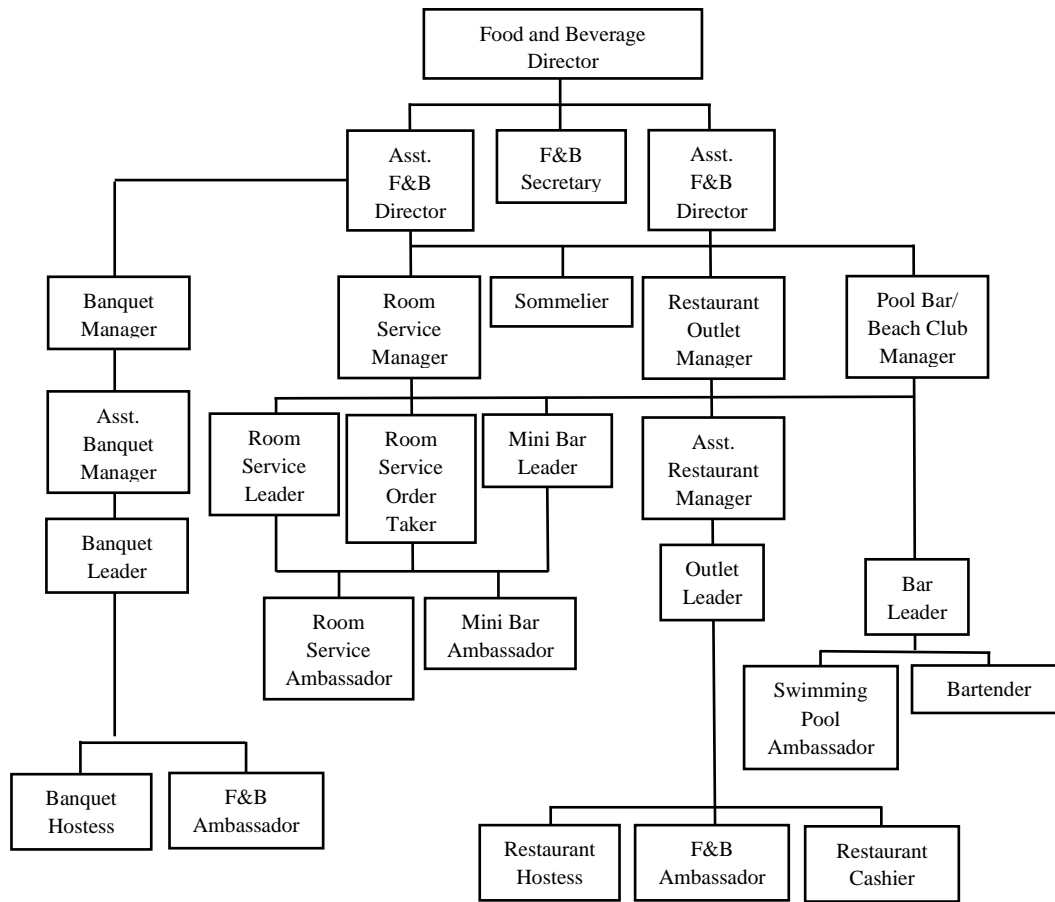 Food and Beverage
Director
Asst.
F&B
Director
F&B
Secretary
Asst.
F&B
Director
Banquet
Manager
Room
Service
Manager
Sommelier
Restaurant
Outlet
Manager
Pool Bar/
Beach Club
Manager
Asst.
Banquet
Manager
Room
Service
Leader
Room
Service
Order
Taker
Mini Bar
Leader
Asst.
Restaurant
Manager
Banquet
Leader
Outlet
Leader
Bar
Leader
Room
Service
Ambassador
Mini Bar
Ambassador
Swimming
Pool
Ambassador
Bartender
Banquet
Hostess
F&B
Ambassador
Restaurant
Hostess
F&B
Ambassador
Restaurant
Cashier